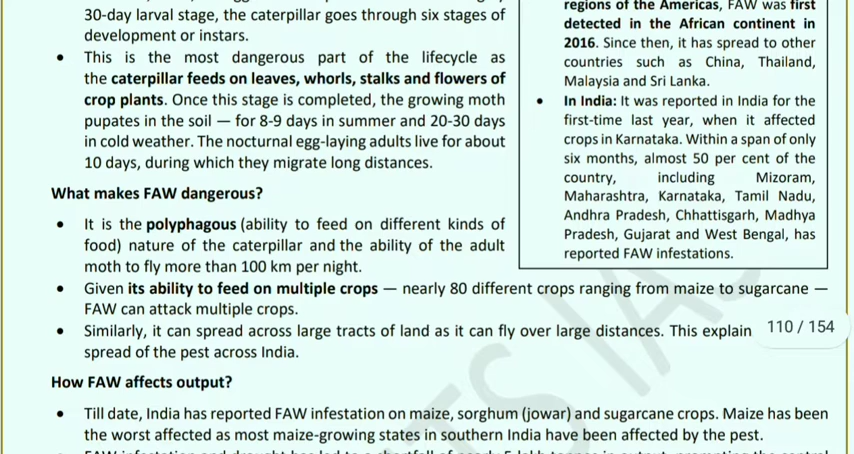 30-day larval stage, the caterpillar goes through six stages of
development or instars.
• This is the most dangerous part of the lifecycle as
the caterpillar feeds on leaves, whorls, stalks and flowers of
crop plants. Once this stage is completed, the growing moth
pupates in the soil — for 8-9 days in summer and 20-30 days
in cold weather. The nocturnal egg-laying adults live for about
10 days, during which they migrate long distances.
What makes FAW dangerous?
• It is the polyphagous (ability to feed on different kinds of
food) nature of the caterpillar and the ability of the adult
moth to fly more than 100 km per night.
regions of the Americas, FAW was first
detected in the African continent in
2016. Since then, it has spread to other
countries such as China, Thailand,
Malaysia and Sri Lanka.
• In India: It was reported in India for the
first-time last year, when it affected
crops in Karnataka. Within a span of only
six months, almost 50 per cent of the
country, including Mizoram,
Maharashtra, Karnataka, Tamil Nadu,
Andhra Pradesh, Chhattisgarh, Madhya
Pradesh, Gujarat and West Bengal, has
reported FAW infestations.
• Given its ability to feed on multiple crops — nearly 80 different crops ranging from maize to sugarcane —
FAW can attack multiple crops.
• Similarly, it can spread across large tracts of land as it can fly over large distances. This explain
110 / 154
spread of the pest across India.
How FAW affects output?
• Till date, India has reported FAW infestation on maize, sorghum (jowar) and sugarcane crops. Maize has been
the worst affected as most maize-growing states in southern India have been affected by the pest.